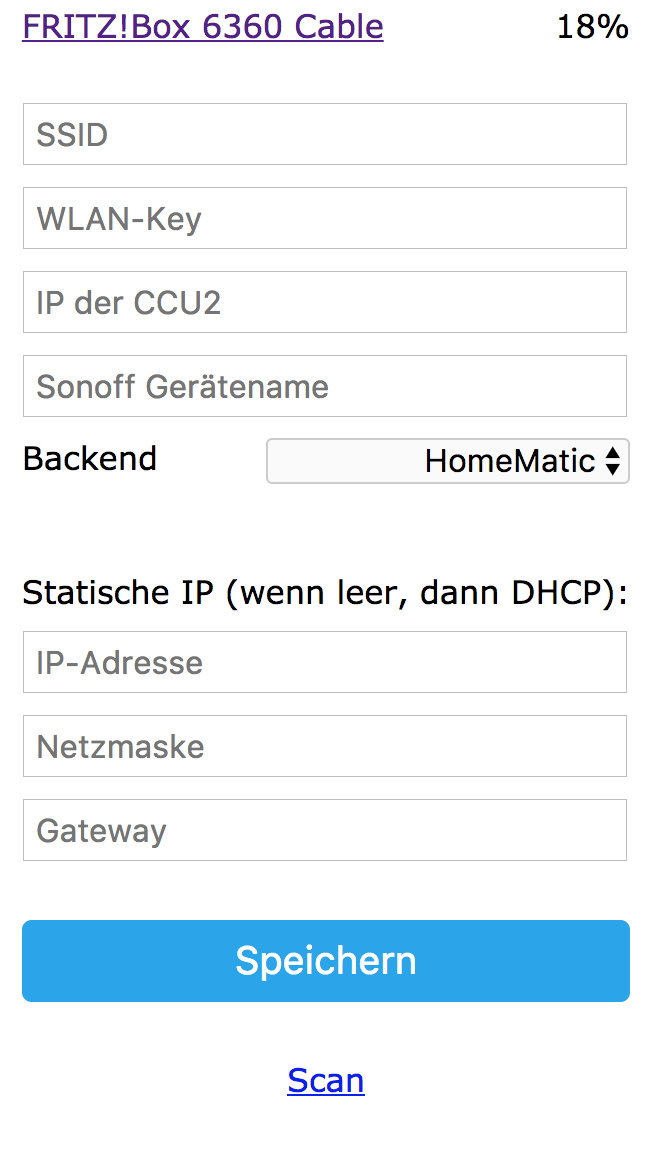 FRITZ!Box 6360 Cable 18%
SSID
WLAN-Key
IP der CCU2
Sonoff Gerätename
Backend HomeMatic
Statische IP (wenn leer, dann DHCP):
IP-Adresse
Netzmaske
Gateway
Speichern
Scan